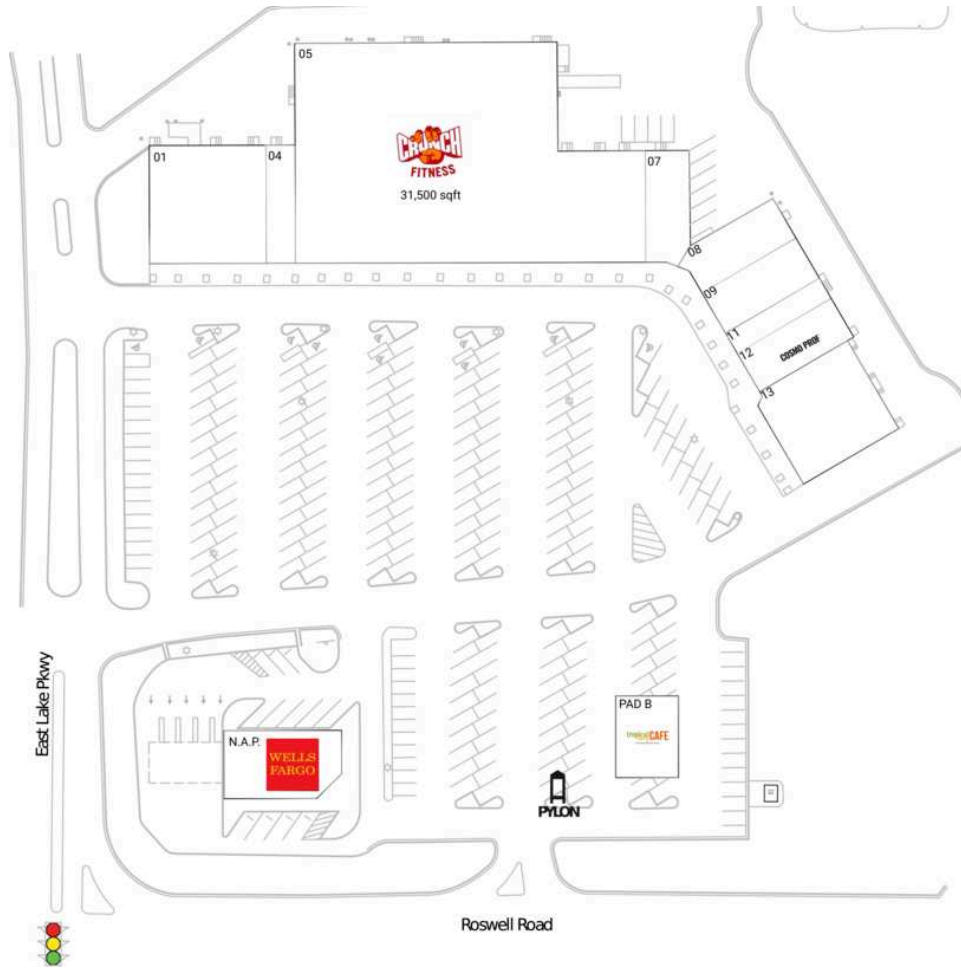 05
CRUNCH
FITNESS
31,500 sqft
01
04
07
08
09
11
12
COSMO PROF
13
East Lake Pkwy
N.A.P.
WELLS
FARGO
PAD B
tropical CAFE
PYLON
Roswell Road